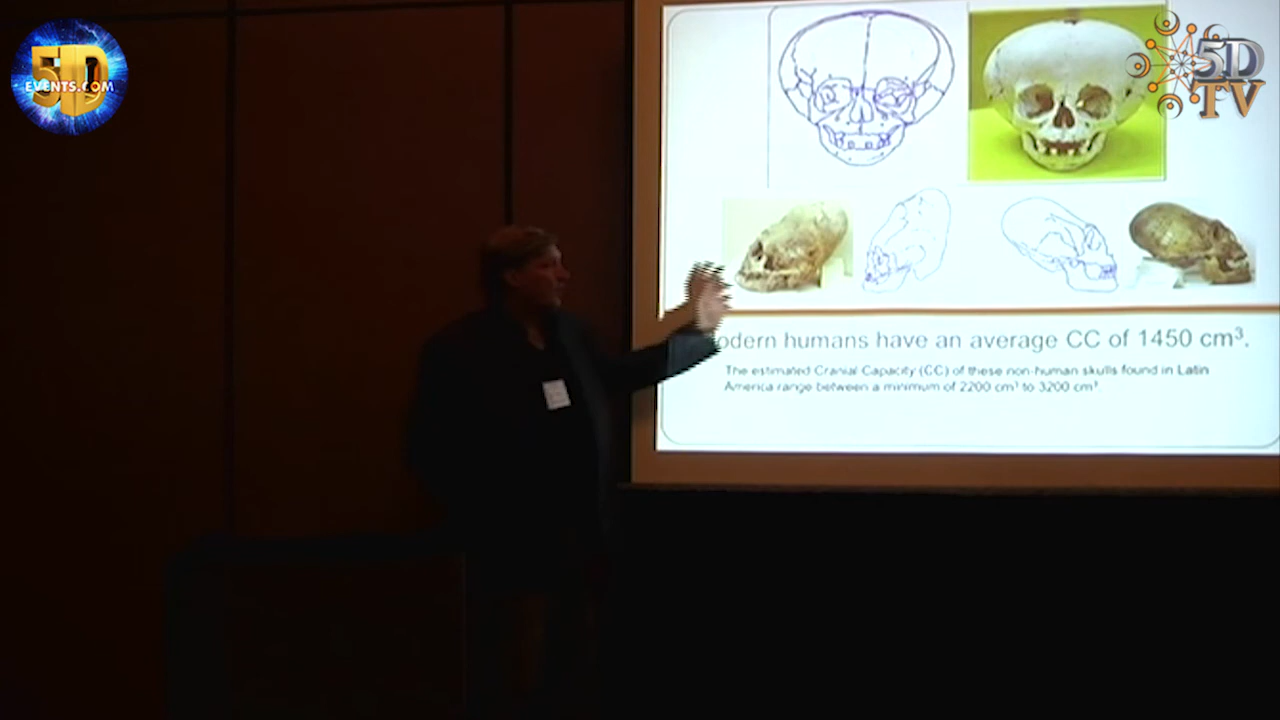 5D
EVENTS.COM
5D
TV
odern humans have an average CC of 1450 cm³.
The estimated Cranial Capacity (CC) of these non-human skulls found in Latin
America range between a minimum of 2200 cm³ to 3200 cm³.